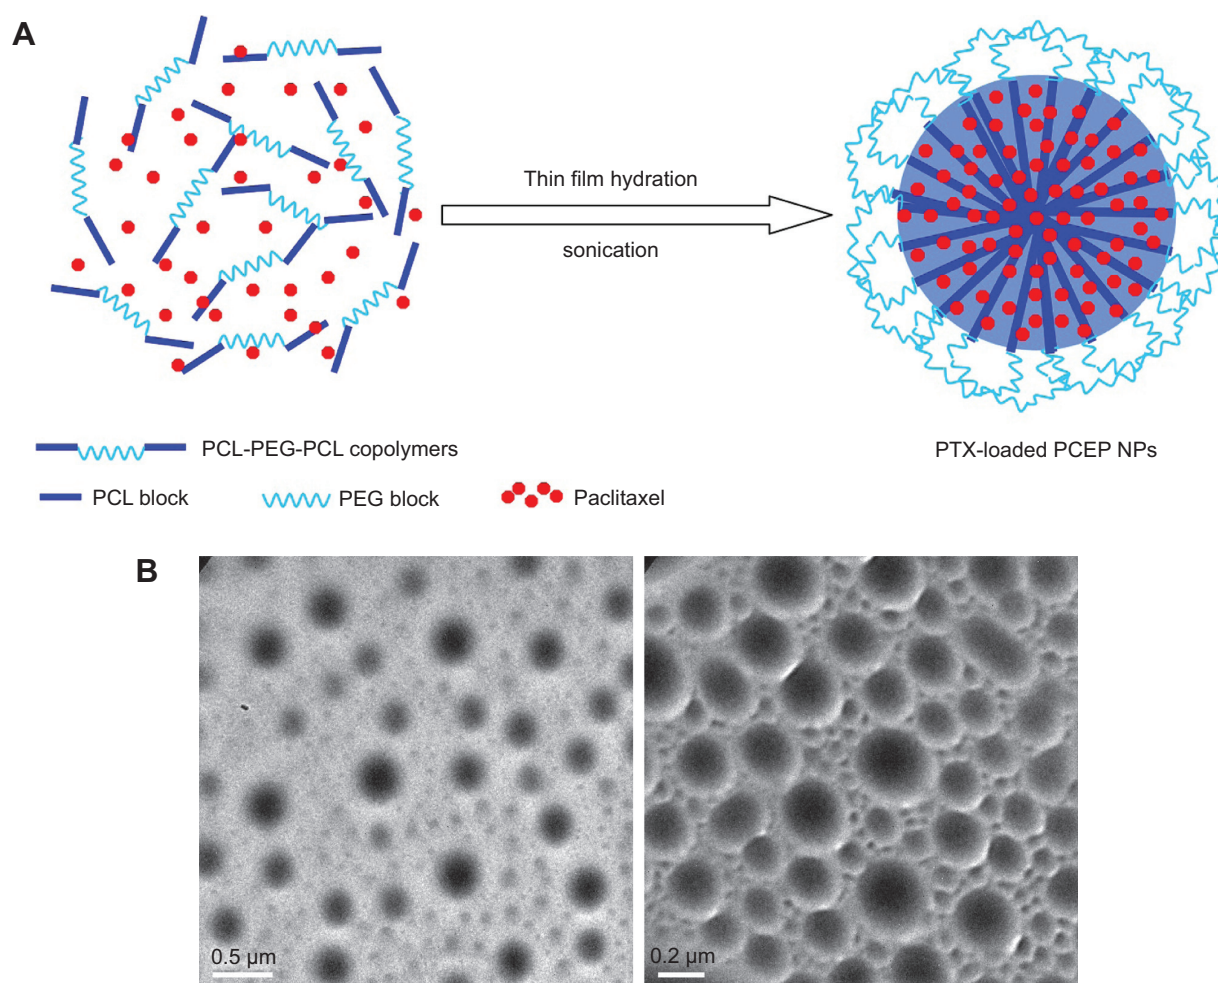 A
Thin film hydration
sonication
PCL-PEG-PCL copolymers
PTX-loaded PCEP NPs
PCL block
PEG block
Paclitaxel
B
0.5 μm
0.2 μm